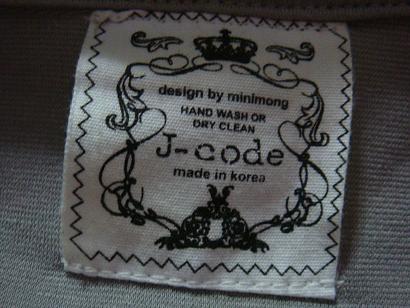 design by minimong
HAND WASH OR
DRY CLEAN
J-code
made in korea